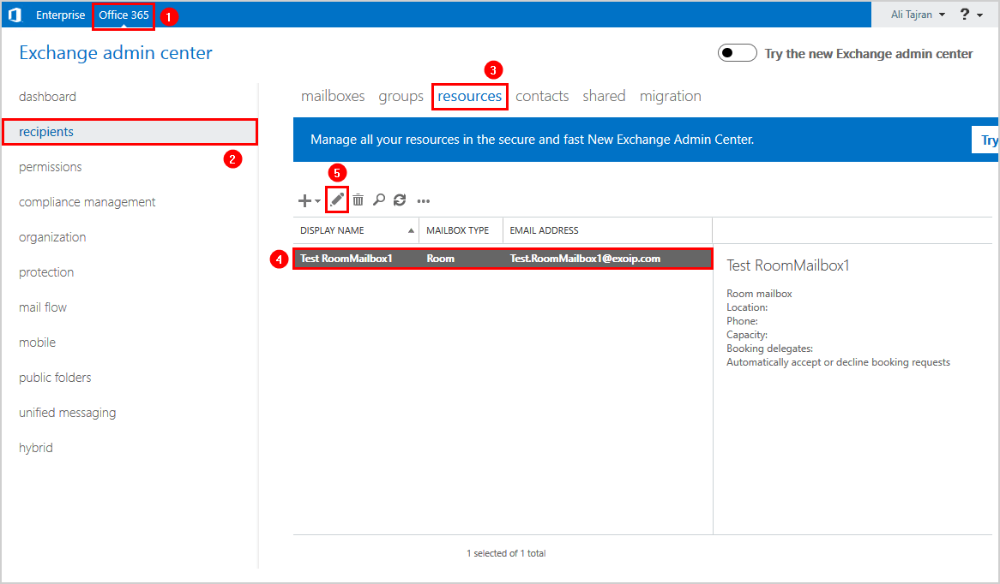 Enterprise Office 365 1 Ali Tajran ?
Exchange admin center
Try the new Exchange admin center
3
dashboard
recipients
2
permissions
compliance management
organization
protection
mail flow
mobile
public folders
unified messaging
hybrid
mailboxes groups resources contacts shared migration
Manage all your resources in the secure and fast New Exchange Admin Center. Try
5
DISPLAY NAME MAILBOX TYPE EMAIL ADDRESS
4 Test RoomMailbox1 Room Test.RoomMailbox1@exoip.com
Test RoomMailbox1
Room mailbox
Location:
Phone:
Capacity:
Booking delegates:
Automatically accept or decline booking requests
1 selected of 1 total